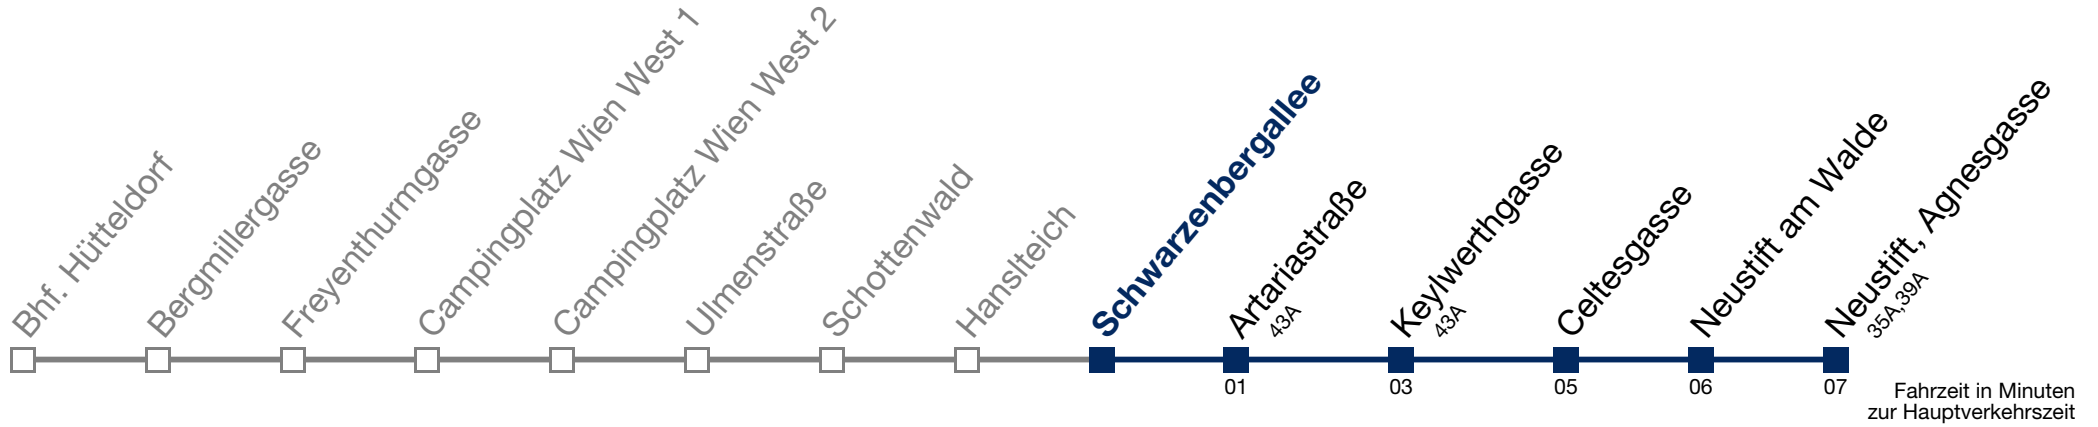 Bhf. Hütteldorf
Bergmillergasse
Freyenthurmgasse
Campingplatz Wien West 1
Campingplatz Wien West 2
Ulmenstraße
Schottenwald
Hanslteich
Schwarzenbergallee
Artariastraße
43A
Keylwerthgasse
43A
Celtesgasse
Neustift am Walde
Neustift, Agnesgasse
35A,39A
01
03
05
06
07
Fahrzeit in Minuten
zur Hauptverkehrszeit